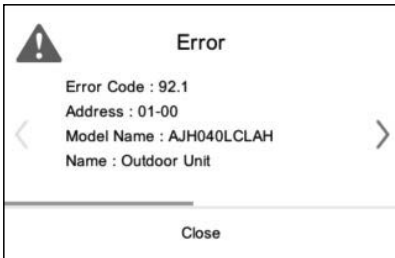 Error
Error Code : 92.1
Address : 01-00
Model Name : AJH040LCLAH
Name : Outdoor Unit
Close